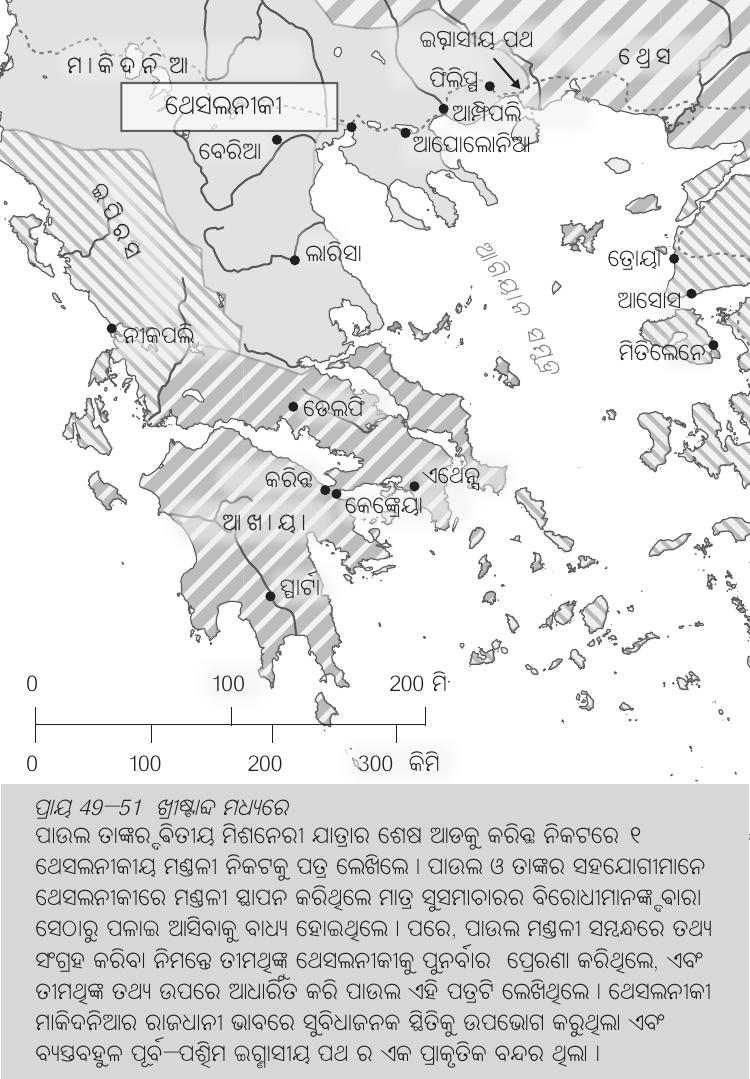 ଇଗ୍ନାସୀୟ ପଥ
ମାକିଦନିଆ
ଥ୍ରେସ
ଫିଲିପ୍ପ
ଥେସଲନୀକୀ
ଆମ୍ପିପଲି
ବେରିଆ
ଆପୋଲୋନିଆ
ଇପିରସ
ଲାରିସା
ଆଗିୟାନ ସମୁଦ୍ର
ତ୍ରୋୟା
ଆସୋସ
ନୀକପଲି
ମିତିଲେନେ
ଡେଲଫି
କରିନ୍ଥ
ଏଥେନ୍ସ
କେଙ୍କ୍ରେୟା
ଆଖାୟା
ସ୍ପାର୍ଟା
0 100 200 ମି
0 100 200 300 କିମି
ପ୍ରାୟ 49–51 ଖ୍ରୀଷ୍ଟାବ୍ଦ ମଧ୍ୟରେ
ପାଉଲ ତାଙ୍କର ଦ୍ଵିତୀୟ ମିଶନେରୀ ଯାତ୍ରାର ଶେଷ ଆଡକୁ କରିନ୍ଥ ନିକଟରେ ୧
ଥେସଲନୀକୀୟ ମଣ୍ଡଳୀ ନିକଟକୁ ପତ୍ର ଲେଖିଲେ । ପାଉଲ ଓ ତାଙ୍କର ସହଯୋଗୀମାନେ
ଥେସଲନୀକୀରେ ମଣ୍ଡଳୀ ସ୍ଥାପନ କରିଥିଲେ ମାତ୍ର ସୁସମାଚାରର ବିରୋଧୀମାନଙ୍କ ଦ୍ଵାରା
ସେଠାରୁ ପଳାଇ ଆସିବାକୁ ବାଧ୍ୟ ହୋଇଥିଲେ । ପରେ, ପାଉଲ ମଣ୍ଡଳୀ ସମ୍ବନ୍ଧରେ ତଥ୍ୟ
ସଂଗ୍ରହ କରିବା ନିମନ୍ତେ ତୀମଥିଙ୍କୁ ଥେସଲନୀକୀକୁ ପୁନର୍ବାର ପ୍ରେରଣା କରିଥିଲେ, ଏବଂ
ତୀମଥିଙ୍କ ତଥ୍ୟ ଉପରେ ଆଧାରିତ କରି ପାଉଲ ଏହି ପତ୍ରଟି ଲେଖିଥିଲେ । ଥେସଲନୀକୀ
ମାକିଦନିଆର ରାଜଧାନୀ ଭାବରେ ସୁବିଧାଜନକ ସ୍ଥିତିକୁ ଉପଭୋଗ କରୁଥିଲା ଏବଂ
ବ୍ୟସ୍ତବହୁଳ ପୂର୍ବ–ପଶ୍ଚିମ ଇଗ୍ନାସୀୟ ପଥ ର ଏକ ପ୍ରାକୃତିକ ବନ୍ଦର ଥିଲା ।